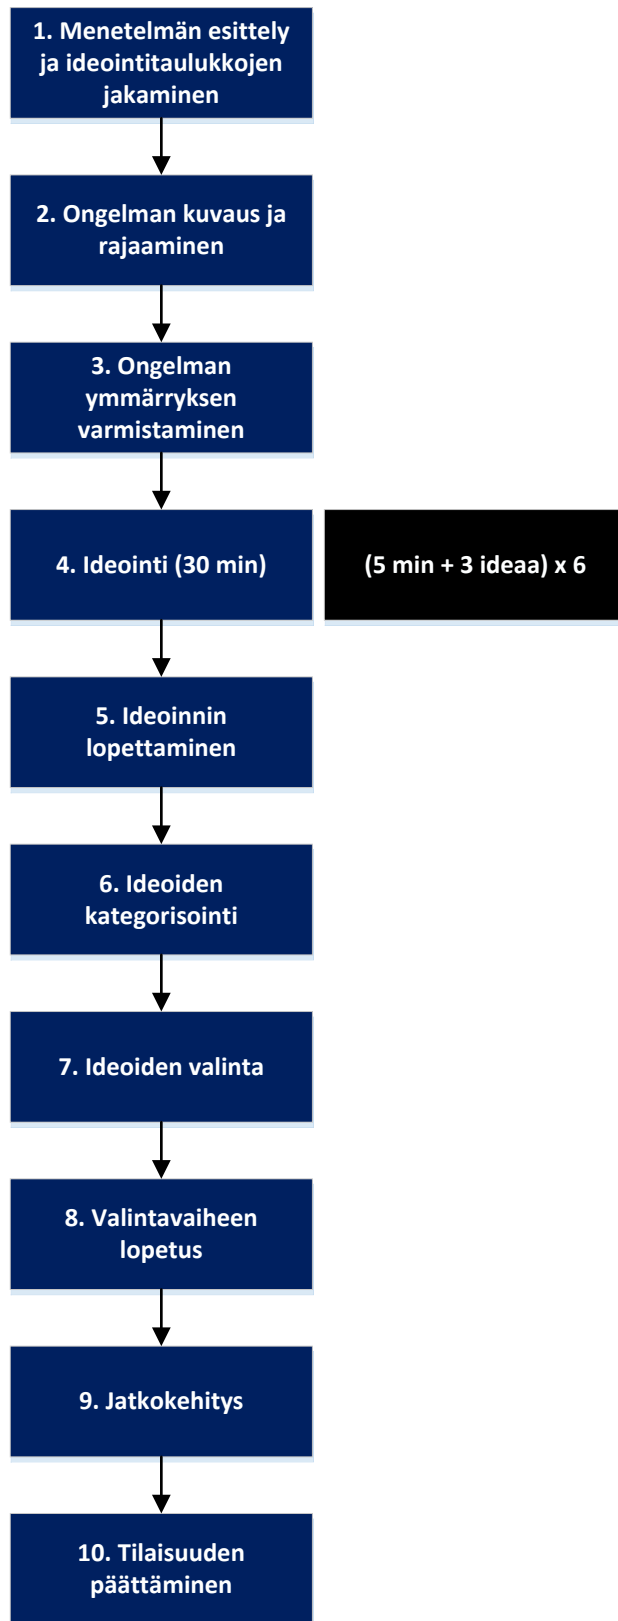 1. Menetelmän esittely
ja ideointitaulukkojen
jakaminen
2. Ongelman kuvaus ja
rajaaminen
3. Ongelman
ymmärryksen
varmistaminen
4. Ideointi (30 min)
(5 min + 3 ideaa) x 6
5. Ideoinnin
lopettaminen
6. Ideoiden
kategorisointi
7. Ideoiden valinta
8. Valintavaiheen
lopetus
9. Jatkokehitys
10. Tilaisuuden
päättäminen